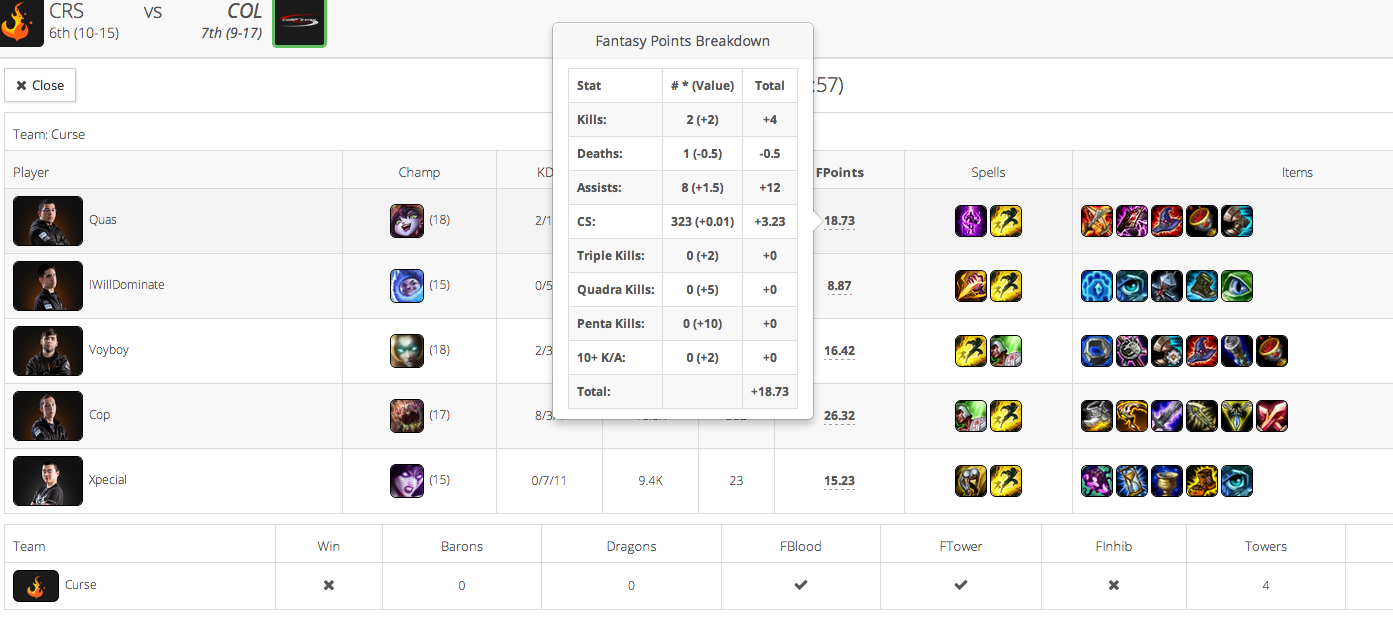 CRS VS COL
6th (10-15) 7th (9-17)
Fantasy Points Breakdown
✖ Close
:57)
Stat # * (Value) Total
Kills: 2 (+2) +4
Deaths: 1 (-0.5) -0.5
Assists: 8 (+1.5) +12
CS: 323 (+0.01) +3.23
Triple Kills: 0 (+2) +0
Quadra Kills: 0 (+5) +0
Penta Kills: 0 (+10) +0
10+ K/A: 0 (+2) +0
Total: +18.73
Team: Curse
Player Champ KD FPoints Spells Items
Quas (18) 2/1 18.73
IWillDominate (15) 0/5 8.87
Voyboy (18) 2/3 16.42
Cop (17) 8/3/ 26.32
Xpecial (15) 0/7/11 9.4K 23 15.23
Team Win Barons Dragons FBlood FTower FInhib Towers
Curse ✖ 0 0 ✔ ✔ ✖ 4